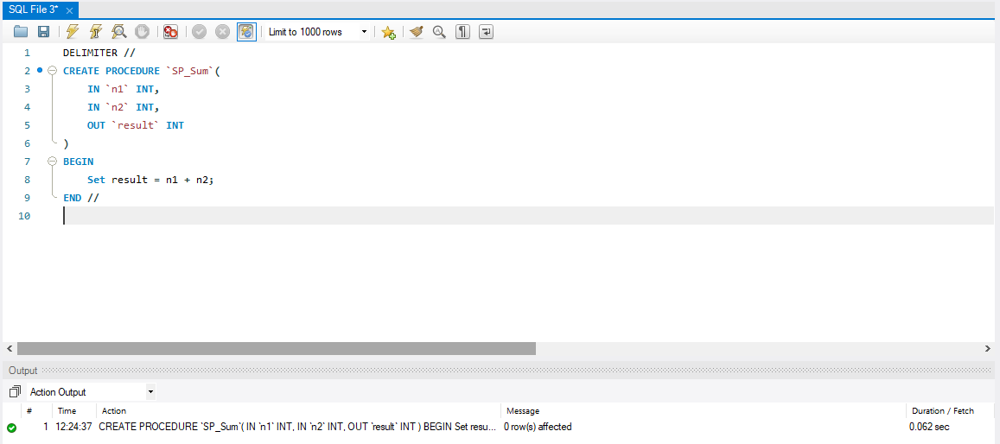 SQL File 3*
Limit to 1000 rows
1 DELIMITER //
2 CREATE PROCEDURE `SP_Sum`(
3 IN `n1` INT,
4 IN `n2` INT,
5 OUT `result` INT
6 )
7 BEGIN
8 Set result = n1 + n2;
9 END //
10
Output
Action Output
# Time Action Message Duration / Fetch
1 12:24:37 CREATE PROCEDURE `SP_Sum`( IN `n1` INT, IN `n2` INT, OUT `result` INT ) BEGIN Set resu... 0 row(s) affected 0.062 sec